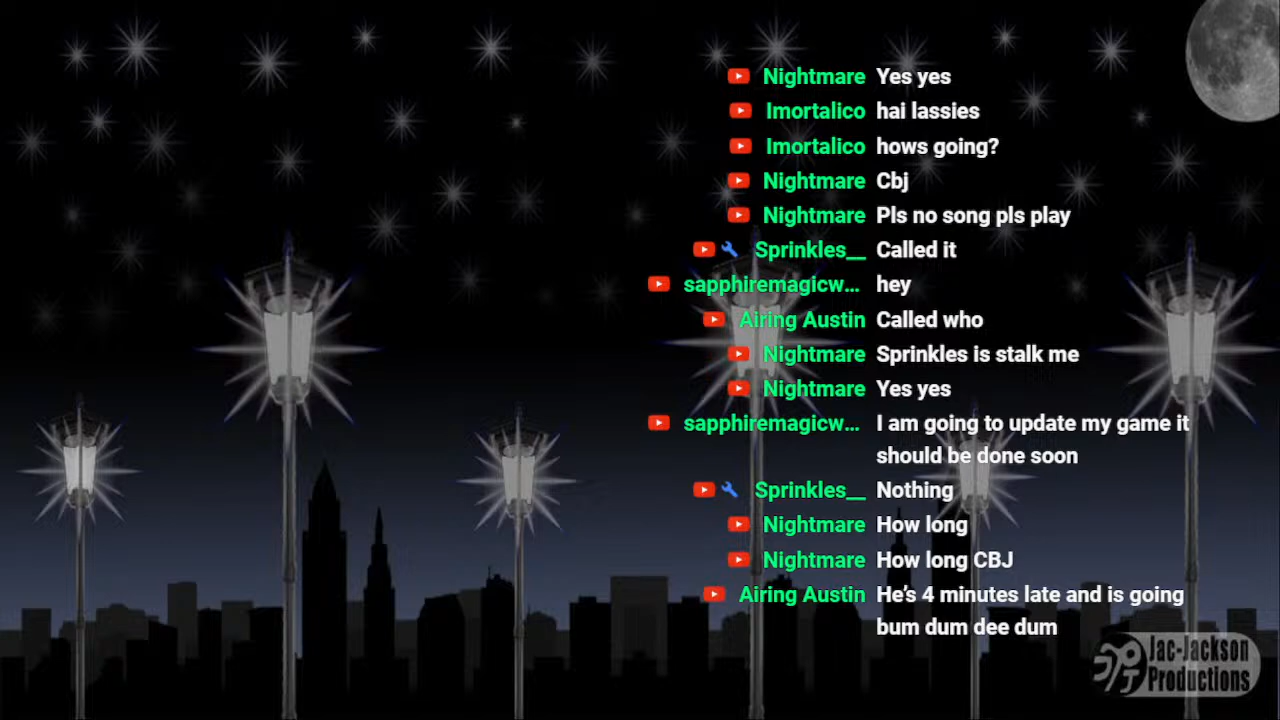 Nightmare Yes yes
Imortalico hai lassies
Imortalico hows going?
Nightmare Cbj
Nightmare Pls no song pls play
Sprinkles__ Called it
sapphiremagicw... hey
Airing Austin Called who
Nightmare Sprinkles is stalk me
Nightmare Yes yes
sapphiremagicw... I am going to update my game it
should be done soon
Sprinkles__ Nothing
Nightmare How long
Nightmare How long CBJ
Airing Austin He's 4 minutes late and is going
bum dum dee dum
Jac-Jackson
Productions